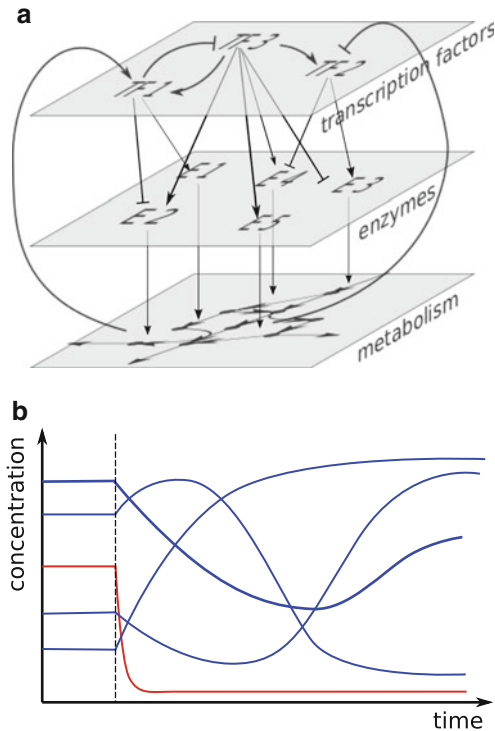 a
TF3
TF2
TF1
transcription factors
E1
E4
E3
E2
E5
enzymes
metabolism
b
concentration
time